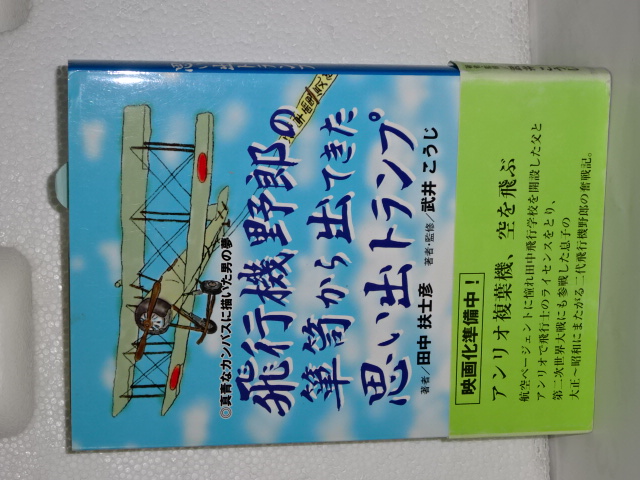 ◎真青なカンバスに描いた男の夢
飛行機野郎の
箪笥から出てきた
思い出トランプ
著者/田中 扶士彦 著者・監修/武井 こうじ
映画化準備中!
アンリオ複葉機、空を飛ぶ
航空ページェントに憧れ田中飛行学校を開設した父と
アンリオで飛行士のライセンスをとり、
第二次世界大戦にも参戦した息子の
大正~昭和にまたがる二代飛行機野郎の奮戦記。